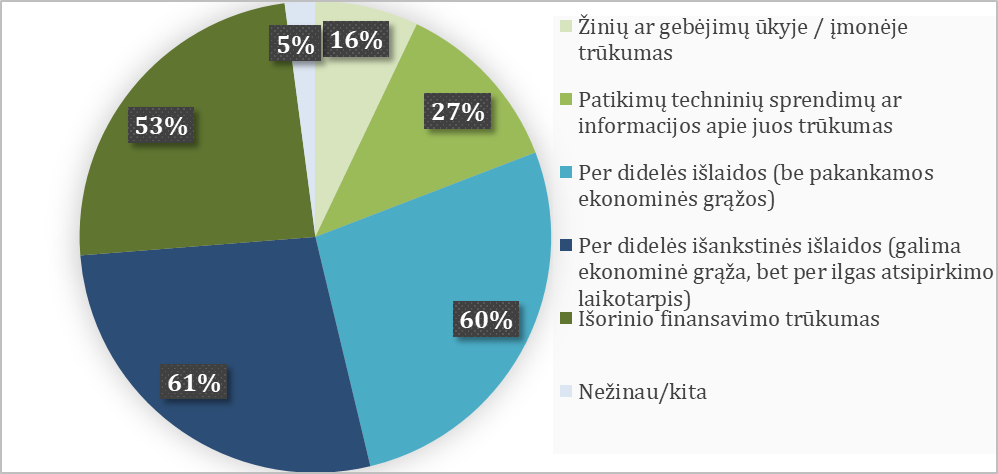 5%
16%
27%
53%
60%
61%
Žinių ar gebėjimų ūkyje / įmonėje
trūkumas
Patikimų techninių sprendimų ar
informacijos apie juos trūkumas
Per didelės išlaidos (be pakankamos
ekonominės grąžos)
Per didelės išankstinės išlaidos (galima
ekonominė grąža, bet per ilgas atsipirkimo
laikotarpis)
Išorinio finansavimo trūkumas
Nežinau/kita